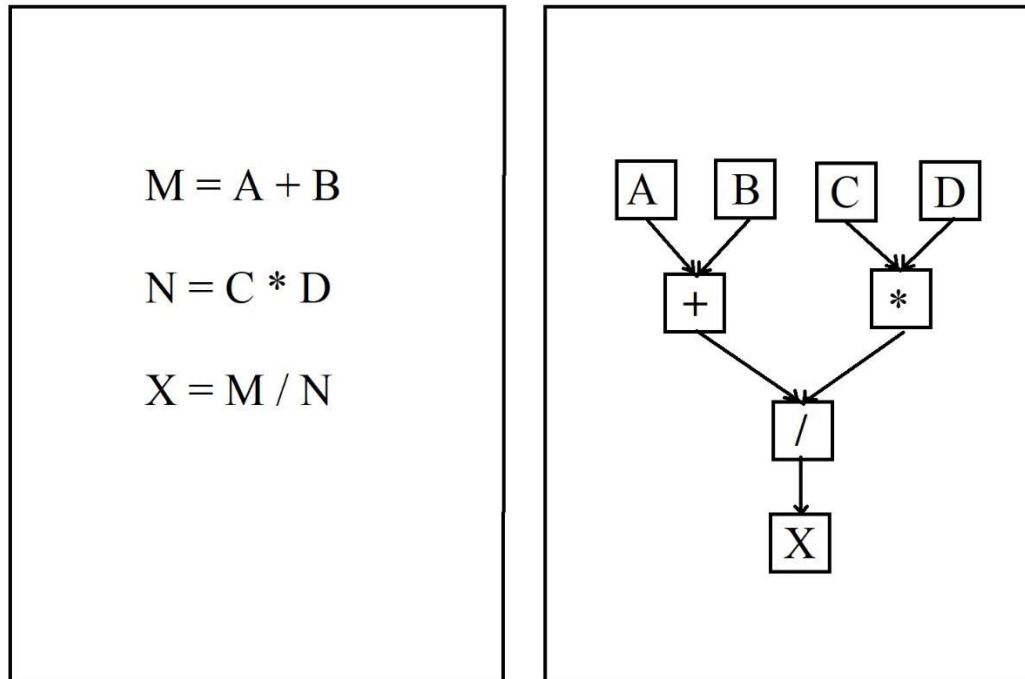 M = A + B
N = C * D
X = M / N
A B C D
+ *
/
X